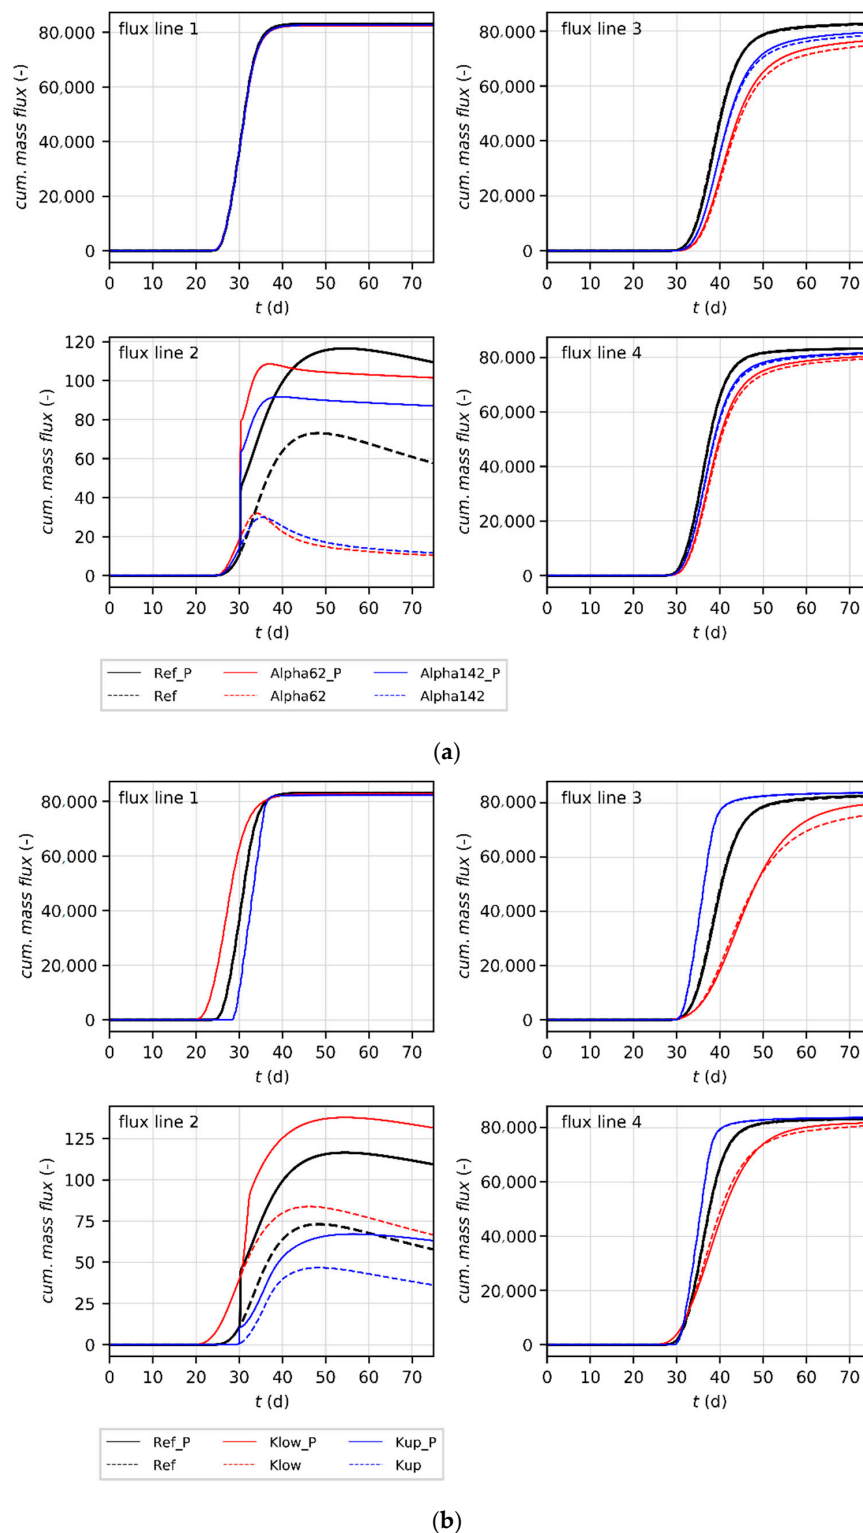 flux line 1
80.000
60.000
40.000
20.000
0
cum. mass flux (-)
0 10 20 30 40 50 60 70
t (d)
flux line 3
80.000
60.000
40.000
20.000
0
cum. mass flux (-)
0 10 20 30 40 50 60 70
t (d)
flux line 2
120
100
80
60
40
20
0
cum. mass flux (-)
0 10 20 30 40 50 60 70
t (d)
flux line 4
80.000
60.000
40.000
20.000
0
cum. mass flux (-)
0 10 20 30 40 50 60 70
t (d)
Ref_P Alpha62_P Alpha142_P
Ref Alpha62 Alpha142
(a)
flux line 1
80.000
60.000
40.000
20.000
0
cum. mass flux (-)
0 10 20 30 40 50 60 70
t (d)
flux line 3
80.000
60.000
40.000
20.000
0
cum. mass flux (-)
0 10 20 30 40 50 60 70
t (d)
flux line 2
125
100
75
50
25
0
cum. mass flux (-)
0 10 20 30 40 50 60 70
t (d)
flux line 4
80.000
60.000
40.000
20.000
0
cum. mass flux (-)
0 10 20 30 40 50 60 70
t (d)
Ref_P Klow_P Kup_P
Ref Klow Kup
(b)